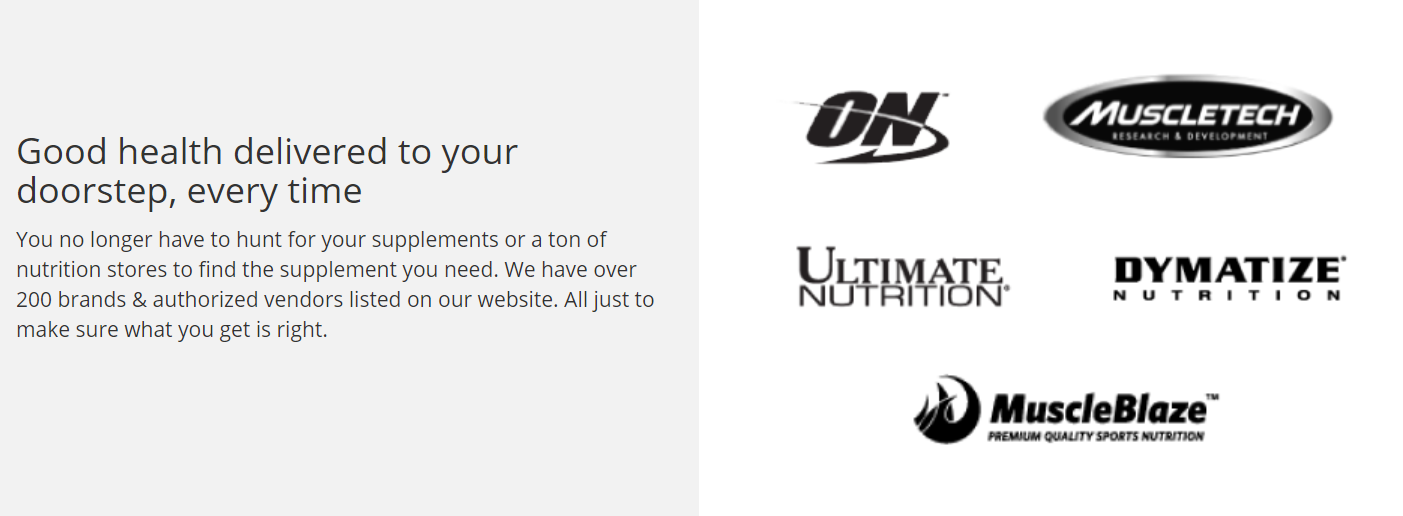 Good health delivered to your
doorstep, every time
You no longer have to hunt for your supplements or a ton of
nutrition stores to find the supplement you need. We have over
200 brands & authorized vendors listed on our website. All just to
make sure what you get is right.
ON™
MUSCLETECH
RESEARCH & DEVELOPMENT
ULTIMATE
NUTRITION®
DYMATIZE®
NUTRITION
MuscleBlaze™
PREMIUM QUALITY SPORTS NUTRITION